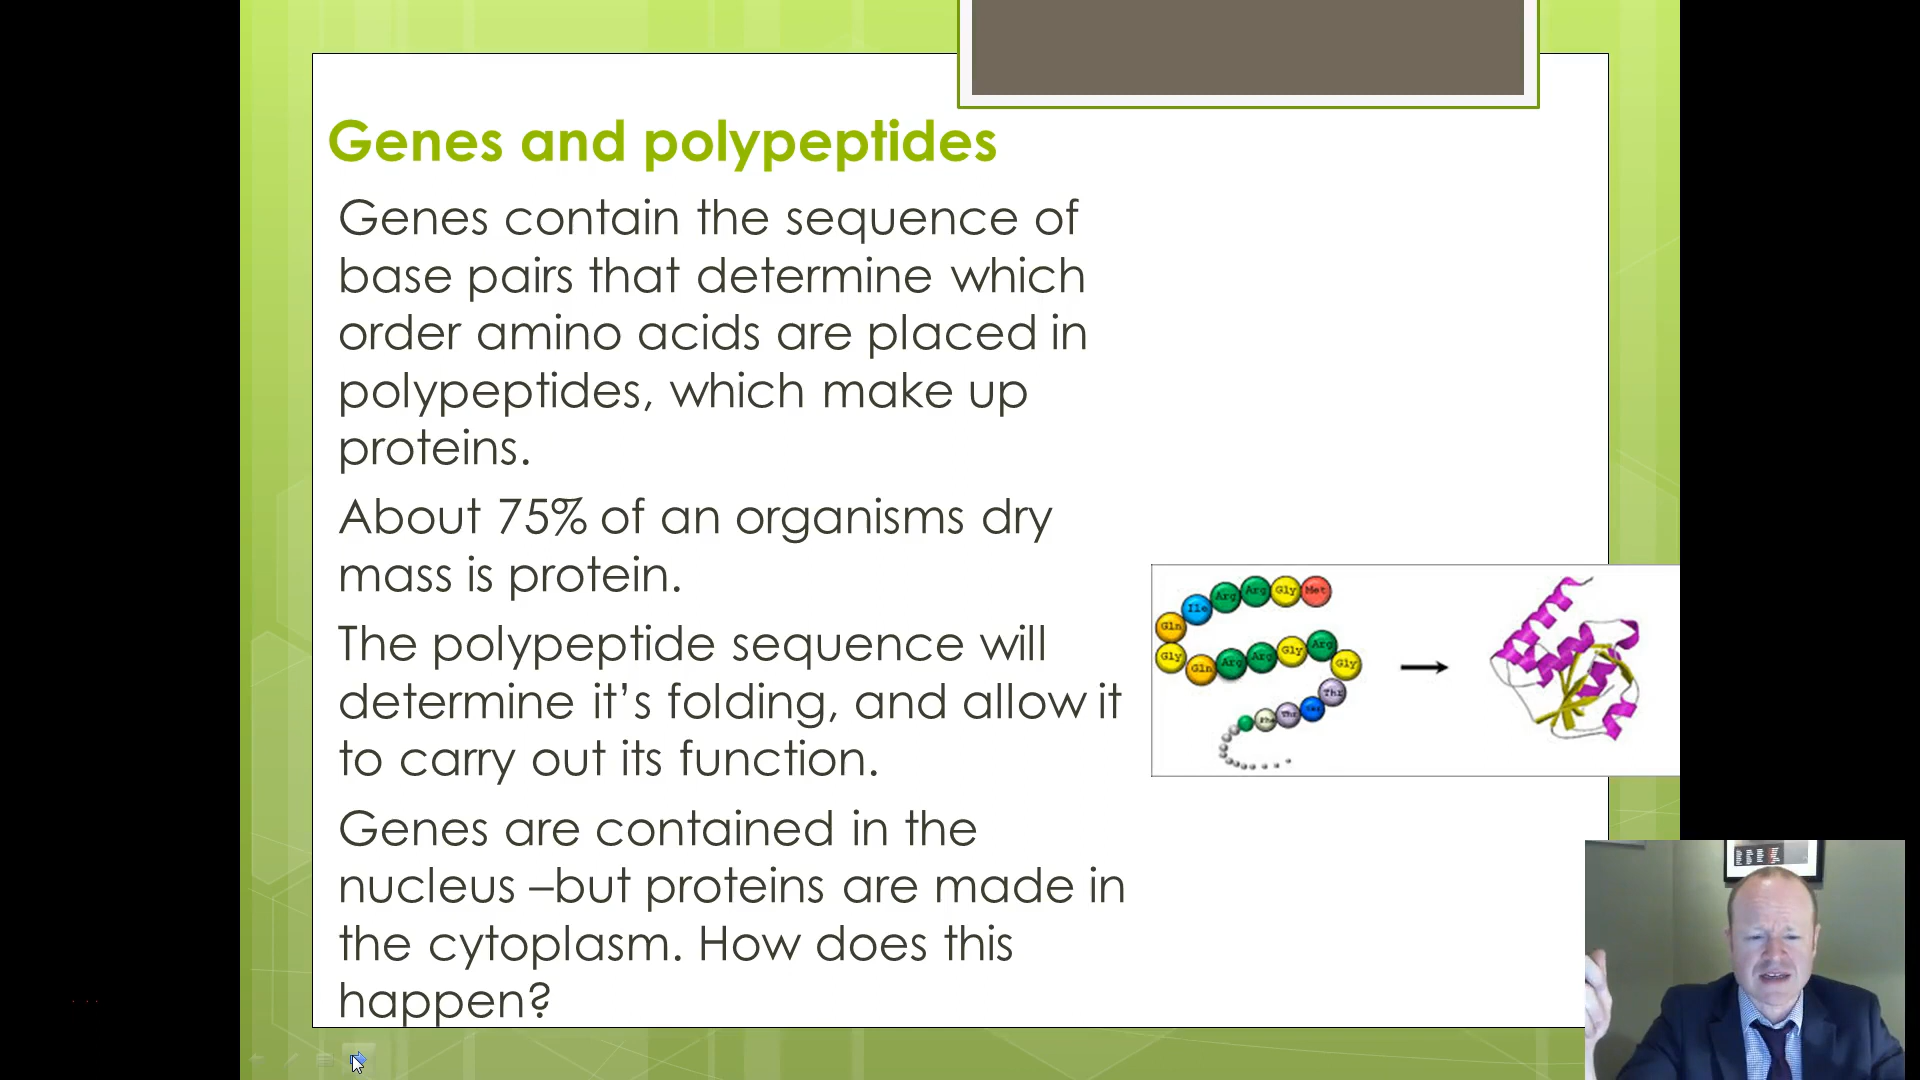 Genes and polypeptides
Genes contain the sequence of
base pairs that determine which
order amino acids are placed in
polypeptides, which make up
proteins.
About 75% of an organisms dry
mass is protein.
The polypeptide sequence will
determine it’s folding, and allow it
to carry out its function.
Genes are contained in the
nucleus –but proteins are made in
the cytoplasm. How does this
happen?
Ile Arg Arg Gly Met
Gln
Gly Gln Arg Arg Gly Arg Gly
Thr
Phe Thr